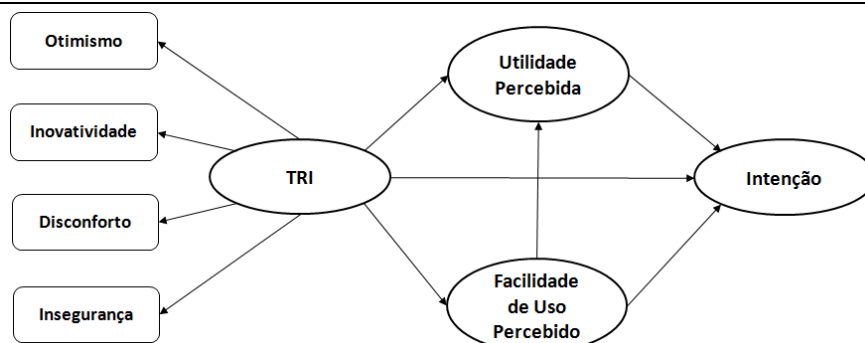 Otimismo
Inovatividade
Disconforto
Insegurança
TRI
Utilidade
Percebida
Facilidade
de Uso
Percebido
Intenção